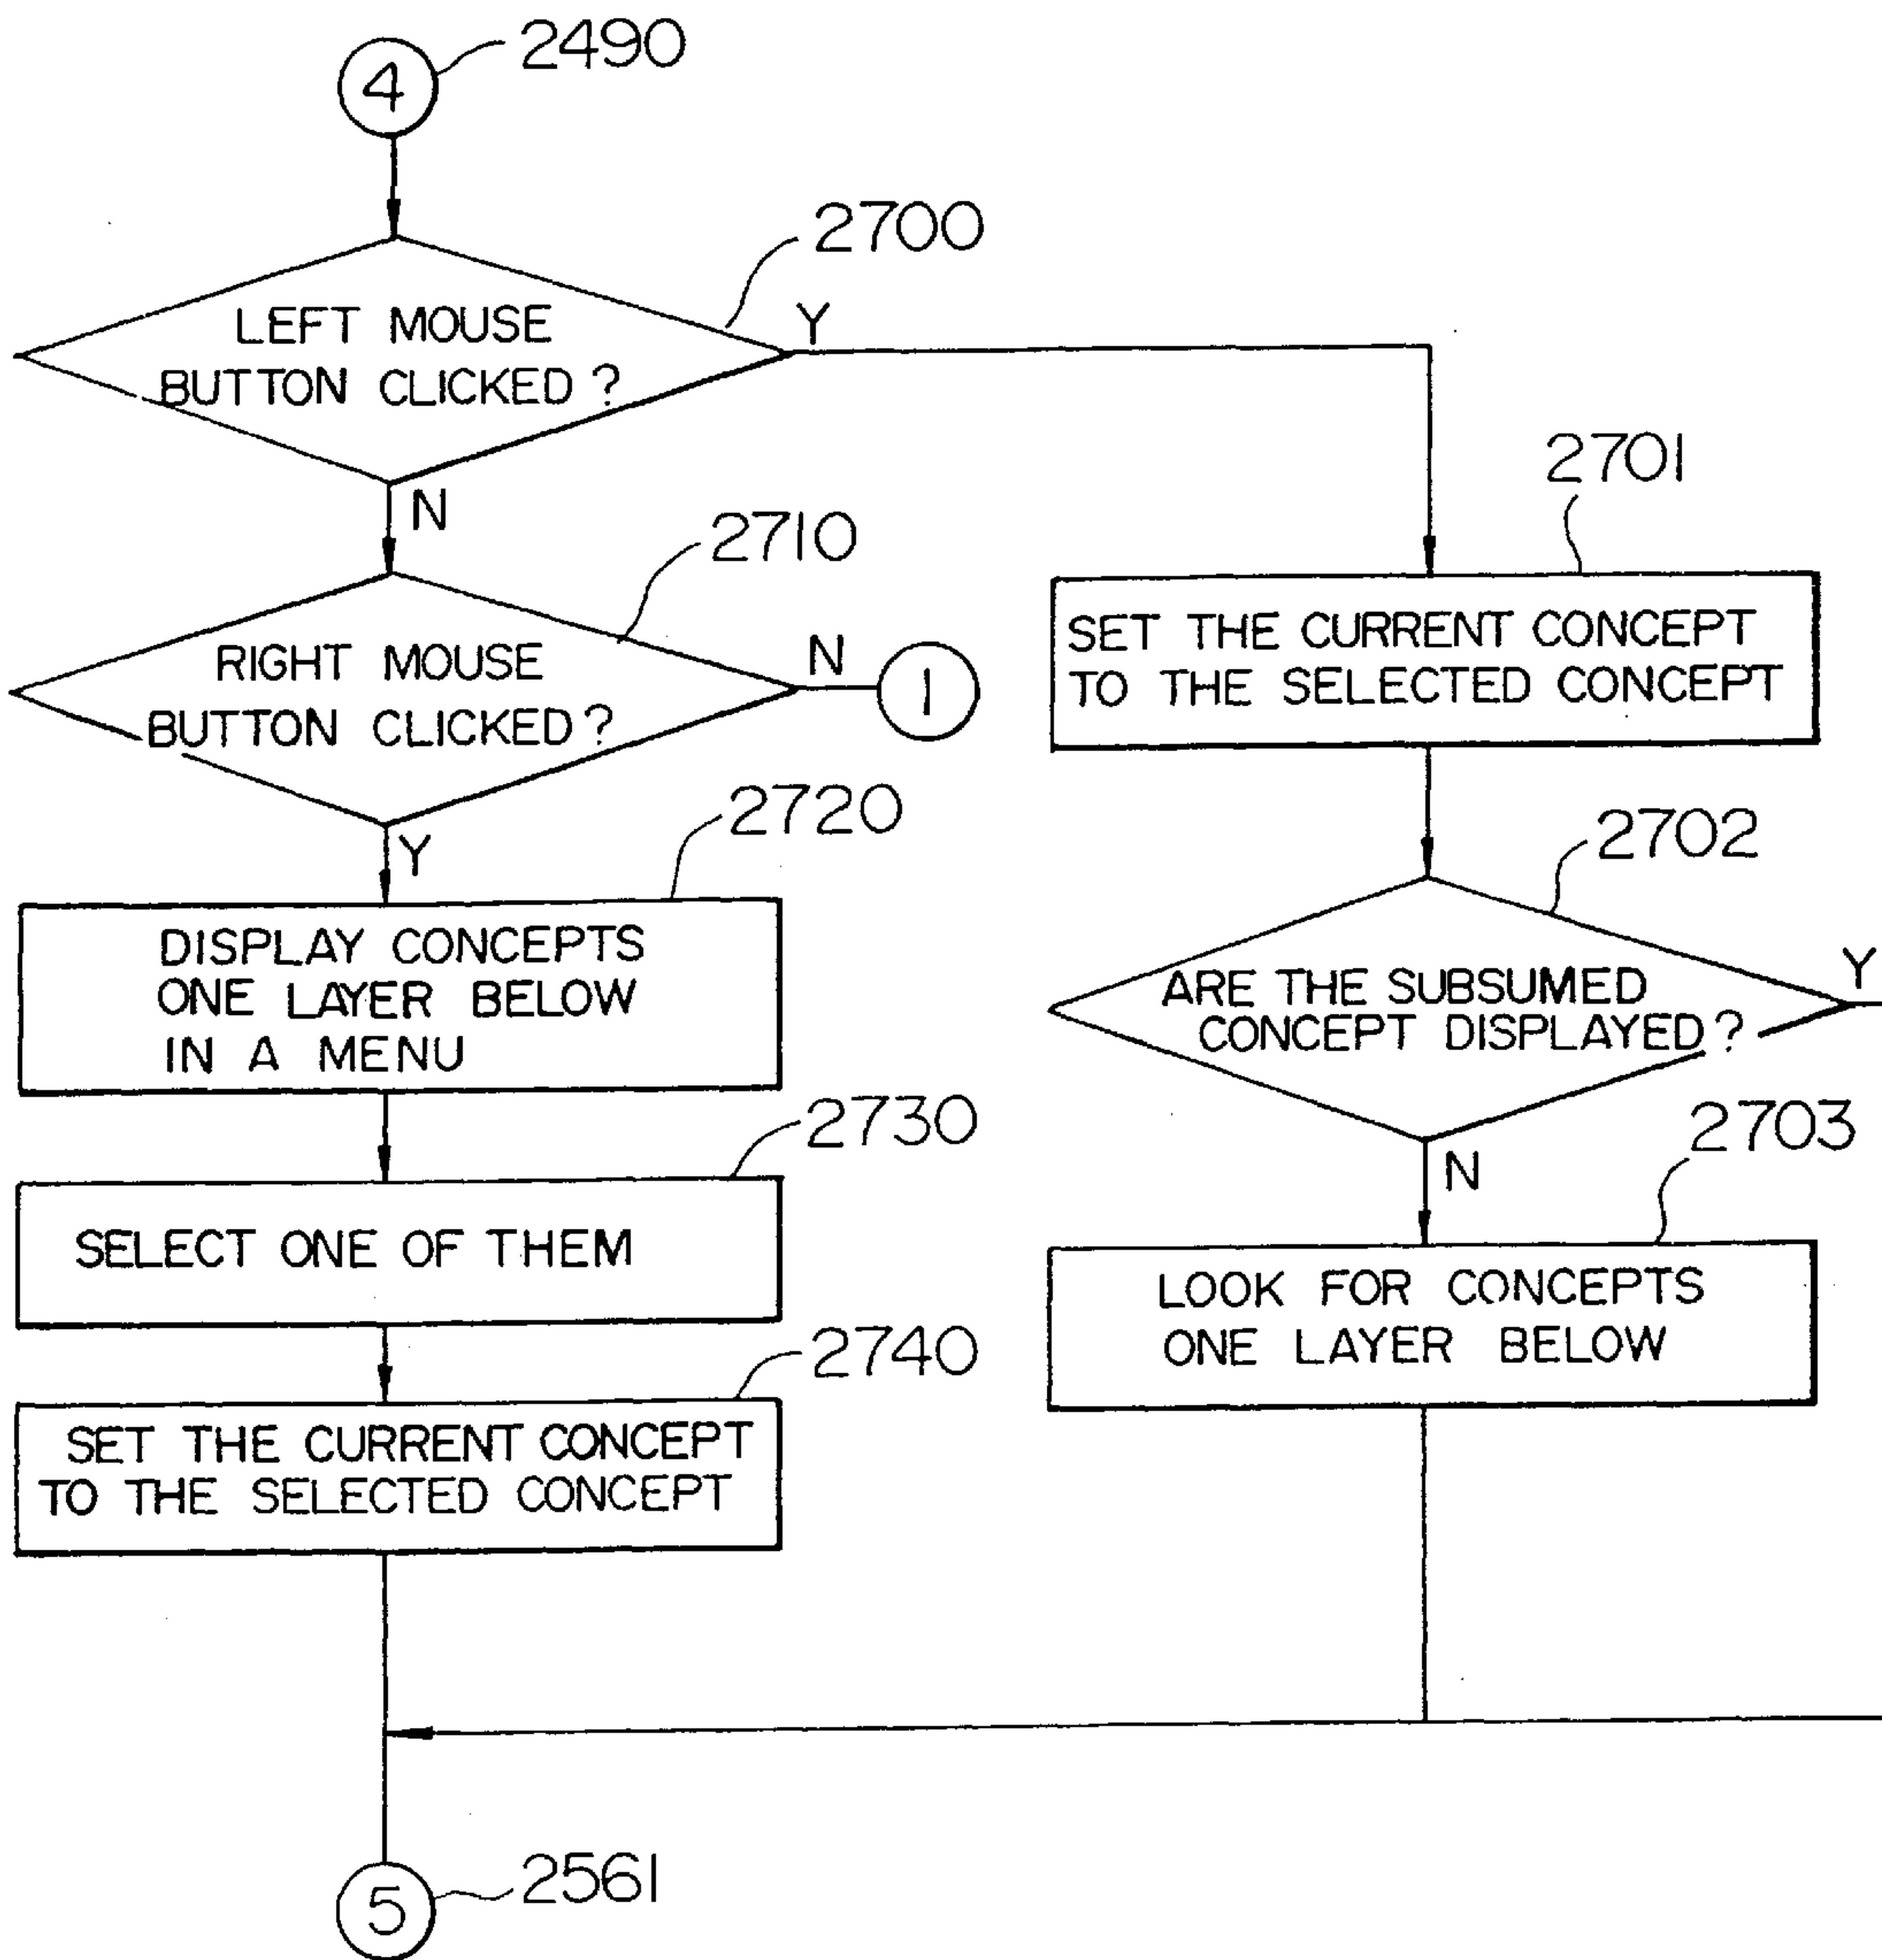 4
2490
2700
LEFT MOUSE
BUTTON CLICKED?
Y
N
2710
RIGHT MOUSE
BUTTON CLICKED?
N
1
Y
2701
SET THE CURRENT CONCEPT
TO THE SELECTED CONCEPT
2720
DISPLAY CONCEPTS
ONE LAYER BELOW
IN A MENU
2702
ARE THE SUBSUMED
CONCEPT DISPLAYED?
Y
N
2730
SELECT ONE OF THEM
2703
LOOK FOR CONCEPTS
ONE LAYER BELOW
2740
SET THE CURRENT CONCEPT
TO THE SELECTED CONCEPT
5
2561